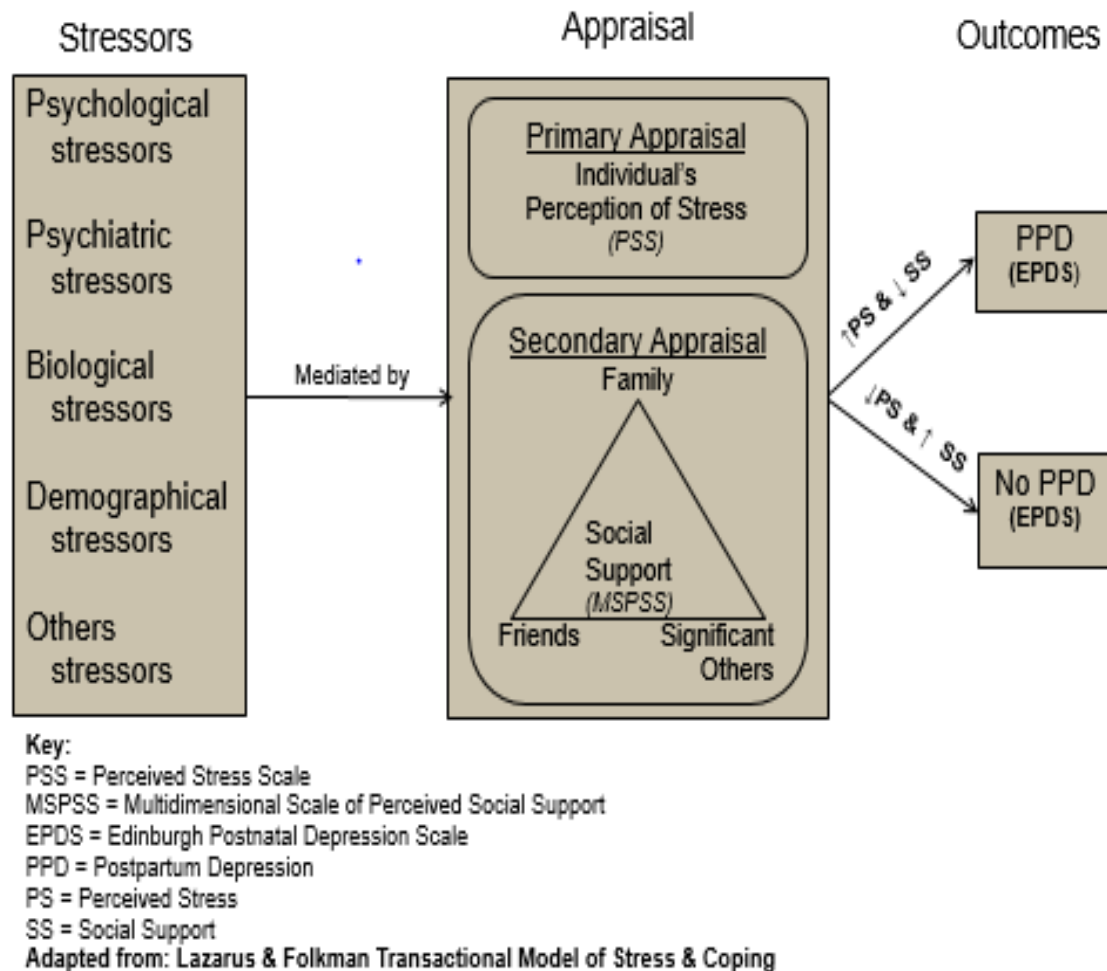 Stressors
Appraisal
Outcomes
Psychological
stressors
Psychiatric
stressors
Biological
stressors
Demographical
stressors
Others
stressors
Mediated by
Primary Appraisal
Individual's
Perception of Stress
(PSS)
Secondary Appraisal
Family
Social
Support
(MSPSS)
Friends
Significant
Others
↑PS & ↓ SS
↓PS & ↑ SS
PPD
(EPDS)
No PPD
(EPDS)
Key:
PSS = Perceived Stress Scale
MSPSS = Multidimensional Scale of Perceived Social Support
EPDS = Edinburgh Postnatal Depression Scale
PPD = Postpartum Depression
PS = Perceived Stress
SS = Social Support
Adapted from: Lazarus & Folkman Transactional Model of Stress & Coping